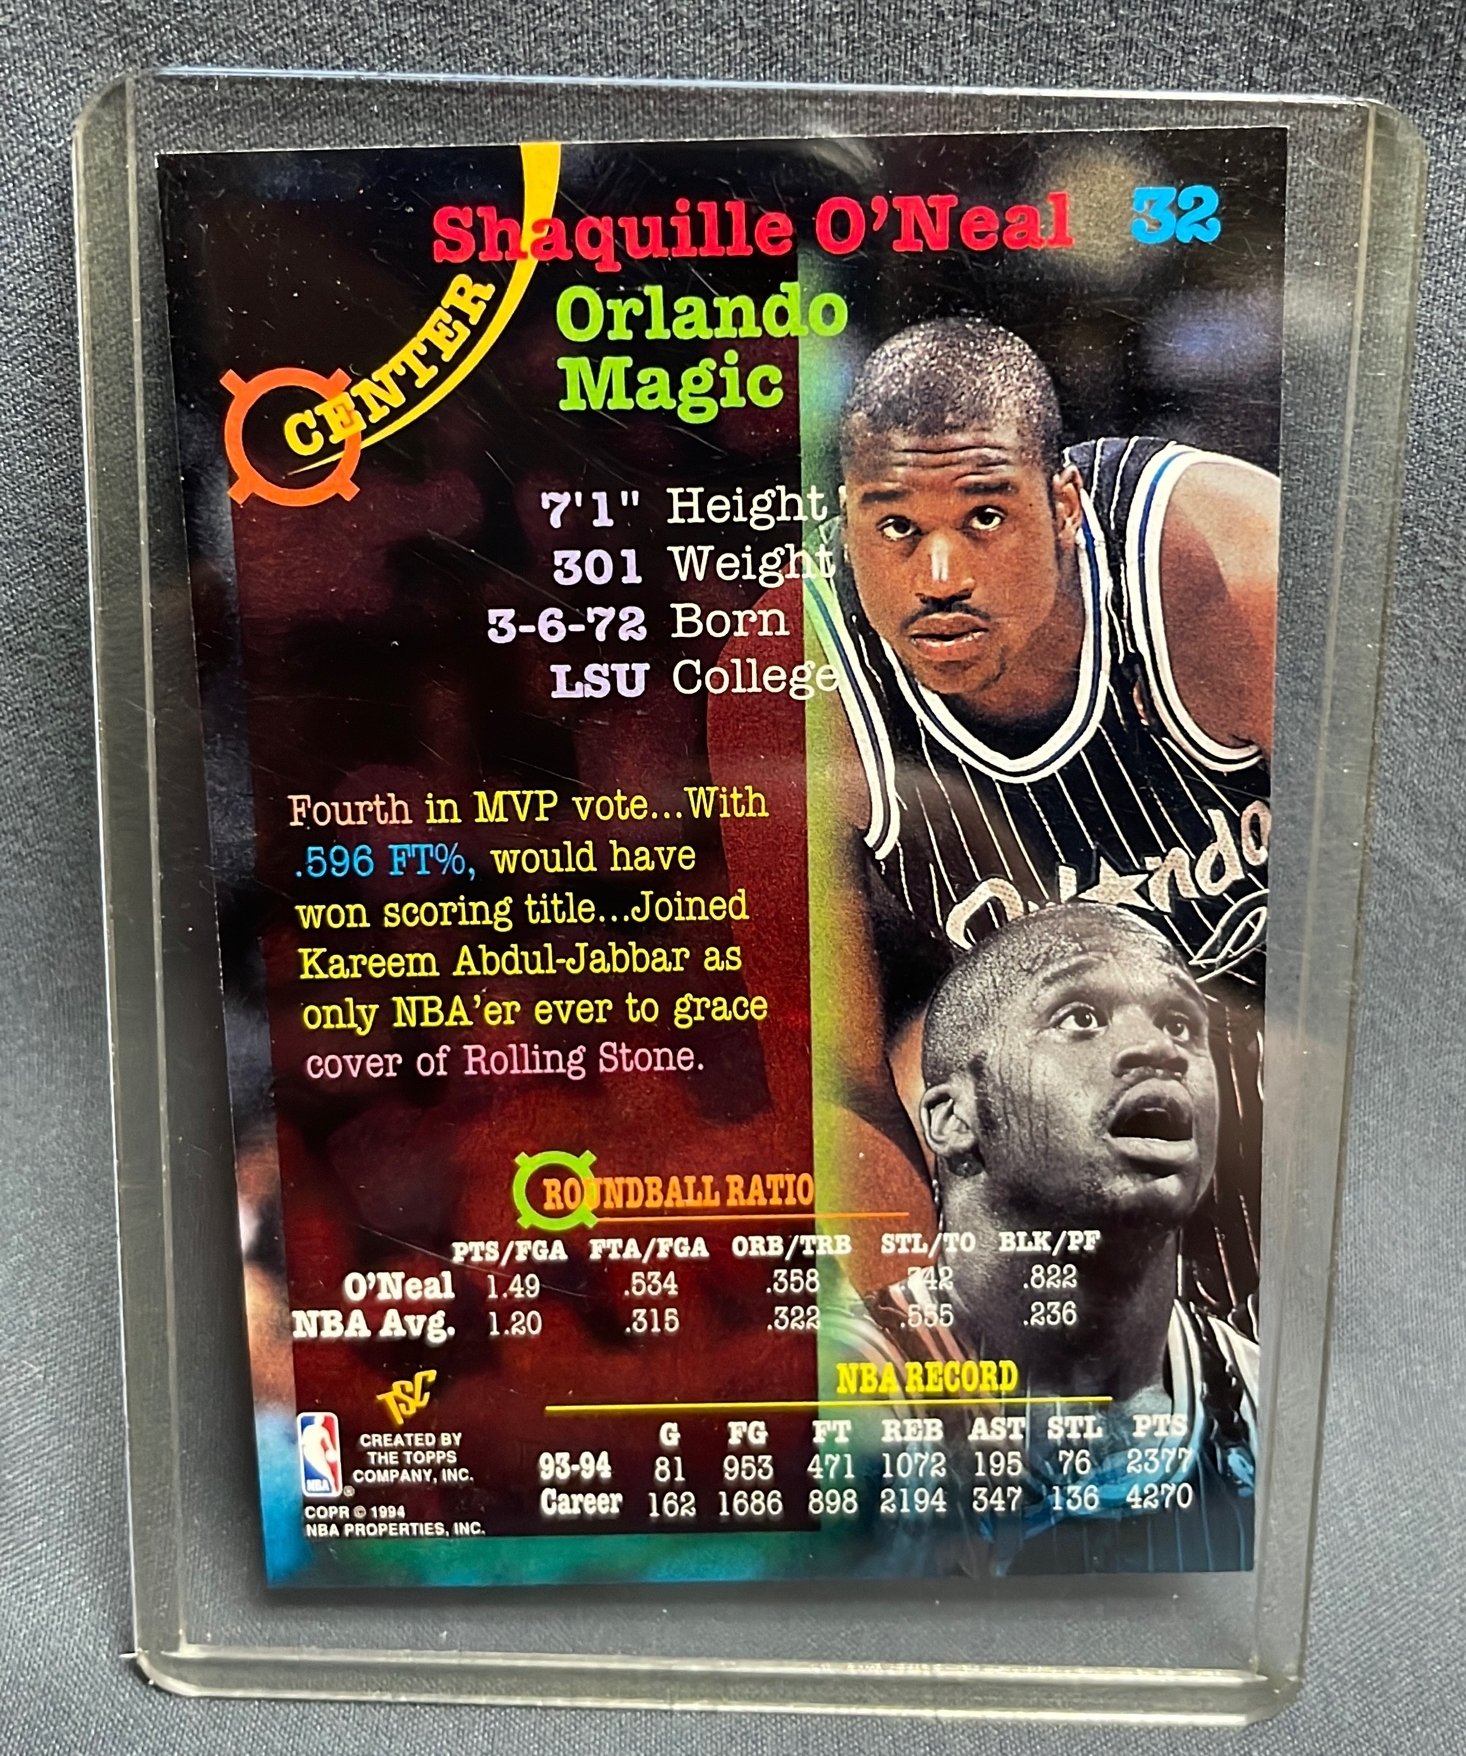 Shaquille O'Neal 32
Orlando
Magic
CENTER
7'1" Height
301 Weight
3-6-72 Born
LSU College
Fourth in MVP vote...With
.596 FT%, would have
won scoring title...Joined
Kareem Abdul-Jabbar as
only NBA'er ever to grace
cover of Rolling Stone.
Orlando
ROUNDBALL RATIO
PTS/FGA FTA/FGA ORB/TRB STL/TO BLK/PF
O'Neal 1.49 .534 .358 .342 .822
NBA Avg. 1.20 .315 .322 .555 .236
NBA RECORD
G FG FT REB AST STL PTS
93-94 81 953 471 1072 195 76 2377
Career 162 1686 898 2194 347 136 4270
TSC
CREATED BY
THE TOPPS
COMPANY, INC.
NBA ®
COPR © 1994
NBA PROPERTIES, INC.